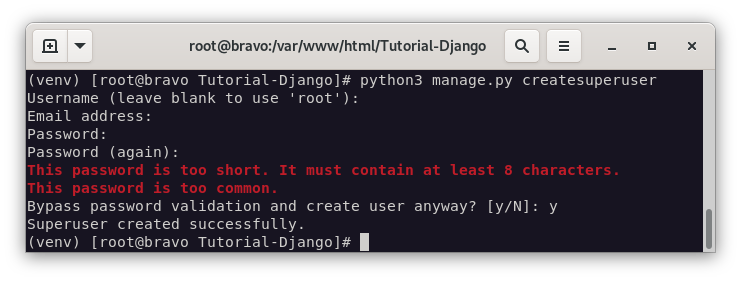 root@bravo:/var/www/html/Tutorial-Django
(venv) [root@bravo Tutorial-Django]# python3 manage.py createsuperuser
Username (leave blank to use 'root'):
Email address:
Password:
Password (again):
This password is too short. It must contain at least 8 characters.
This password is too common.
Bypass password validation and create user anyway? [y/N]: y
Superuser created successfully.
(venv) [root@bravo Tutorial-Django]#